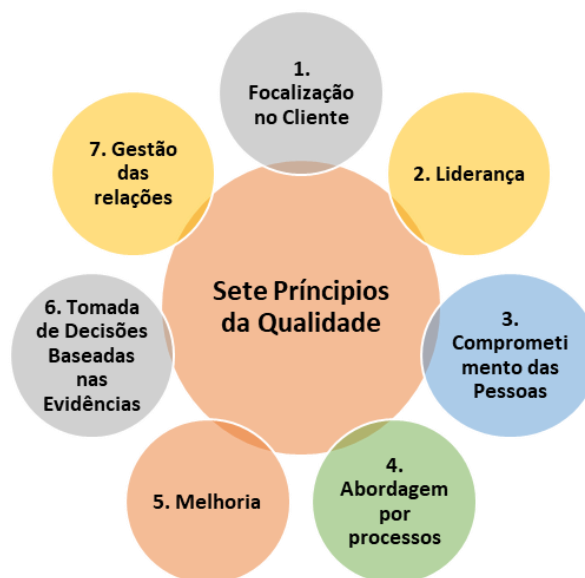 1.
Focalização
no Cliente
2. Liderança
3.
Comprometi
mento das
Pessoas
4.
Abordagem
por
processos
5. Melhoria
6. Tomada
de Decisões
Baseadas
nas
Evidências
7. Gestão
das
relações
Sete Príncipios
da Qualidade